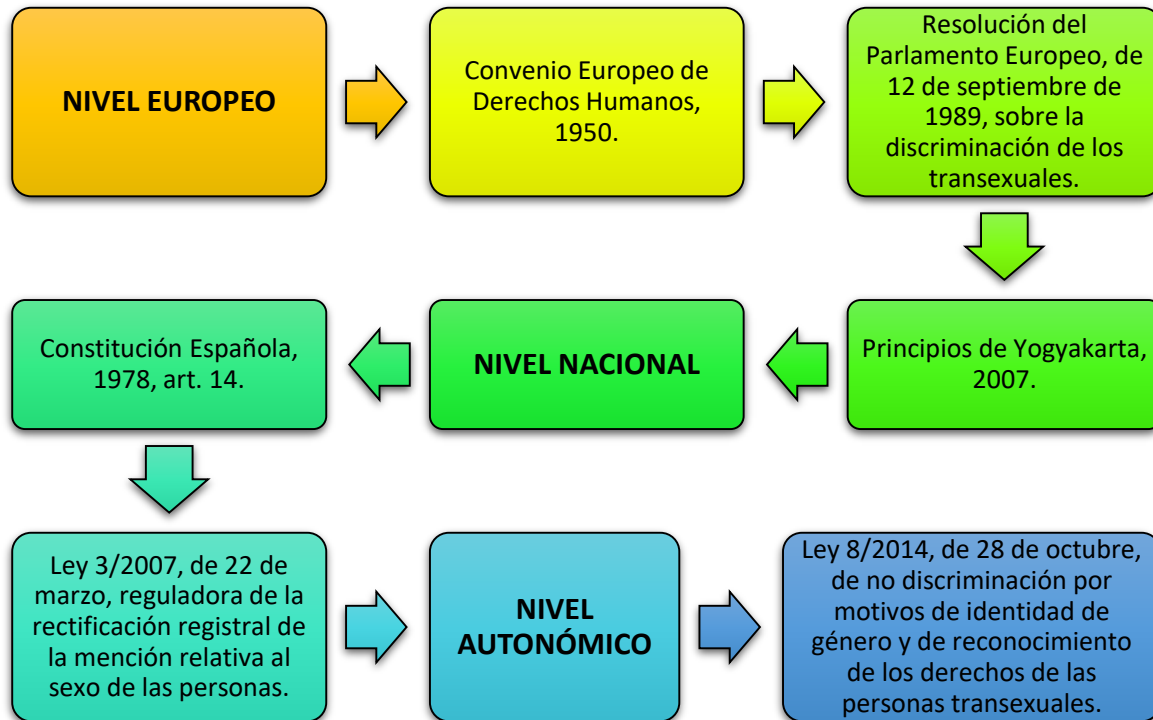 NIVEL EUROPEO
Convenio Europeo de
Derechos Humanos,
1950.
Resolución del
Parlamento Europeo, de
12 de septiembre de
1989, sobre la
discriminación de los
transexuales.
Principios de Yogyakarta,
2007.
NIVEL NACIONAL
Constitución Española,
1978, art. 14.
Ley 3/2007, de 22 de
marzo, reguladora de la
rectificación registral de
la mención relativa al
sexo de las personas.
NIVEL
AUTONÓMICO
Ley 8/2014, de 28 de octubre,
de no discriminación por
motivos de identidad de
género y de reconocimiento
de los derechos de las
personas transexuales.